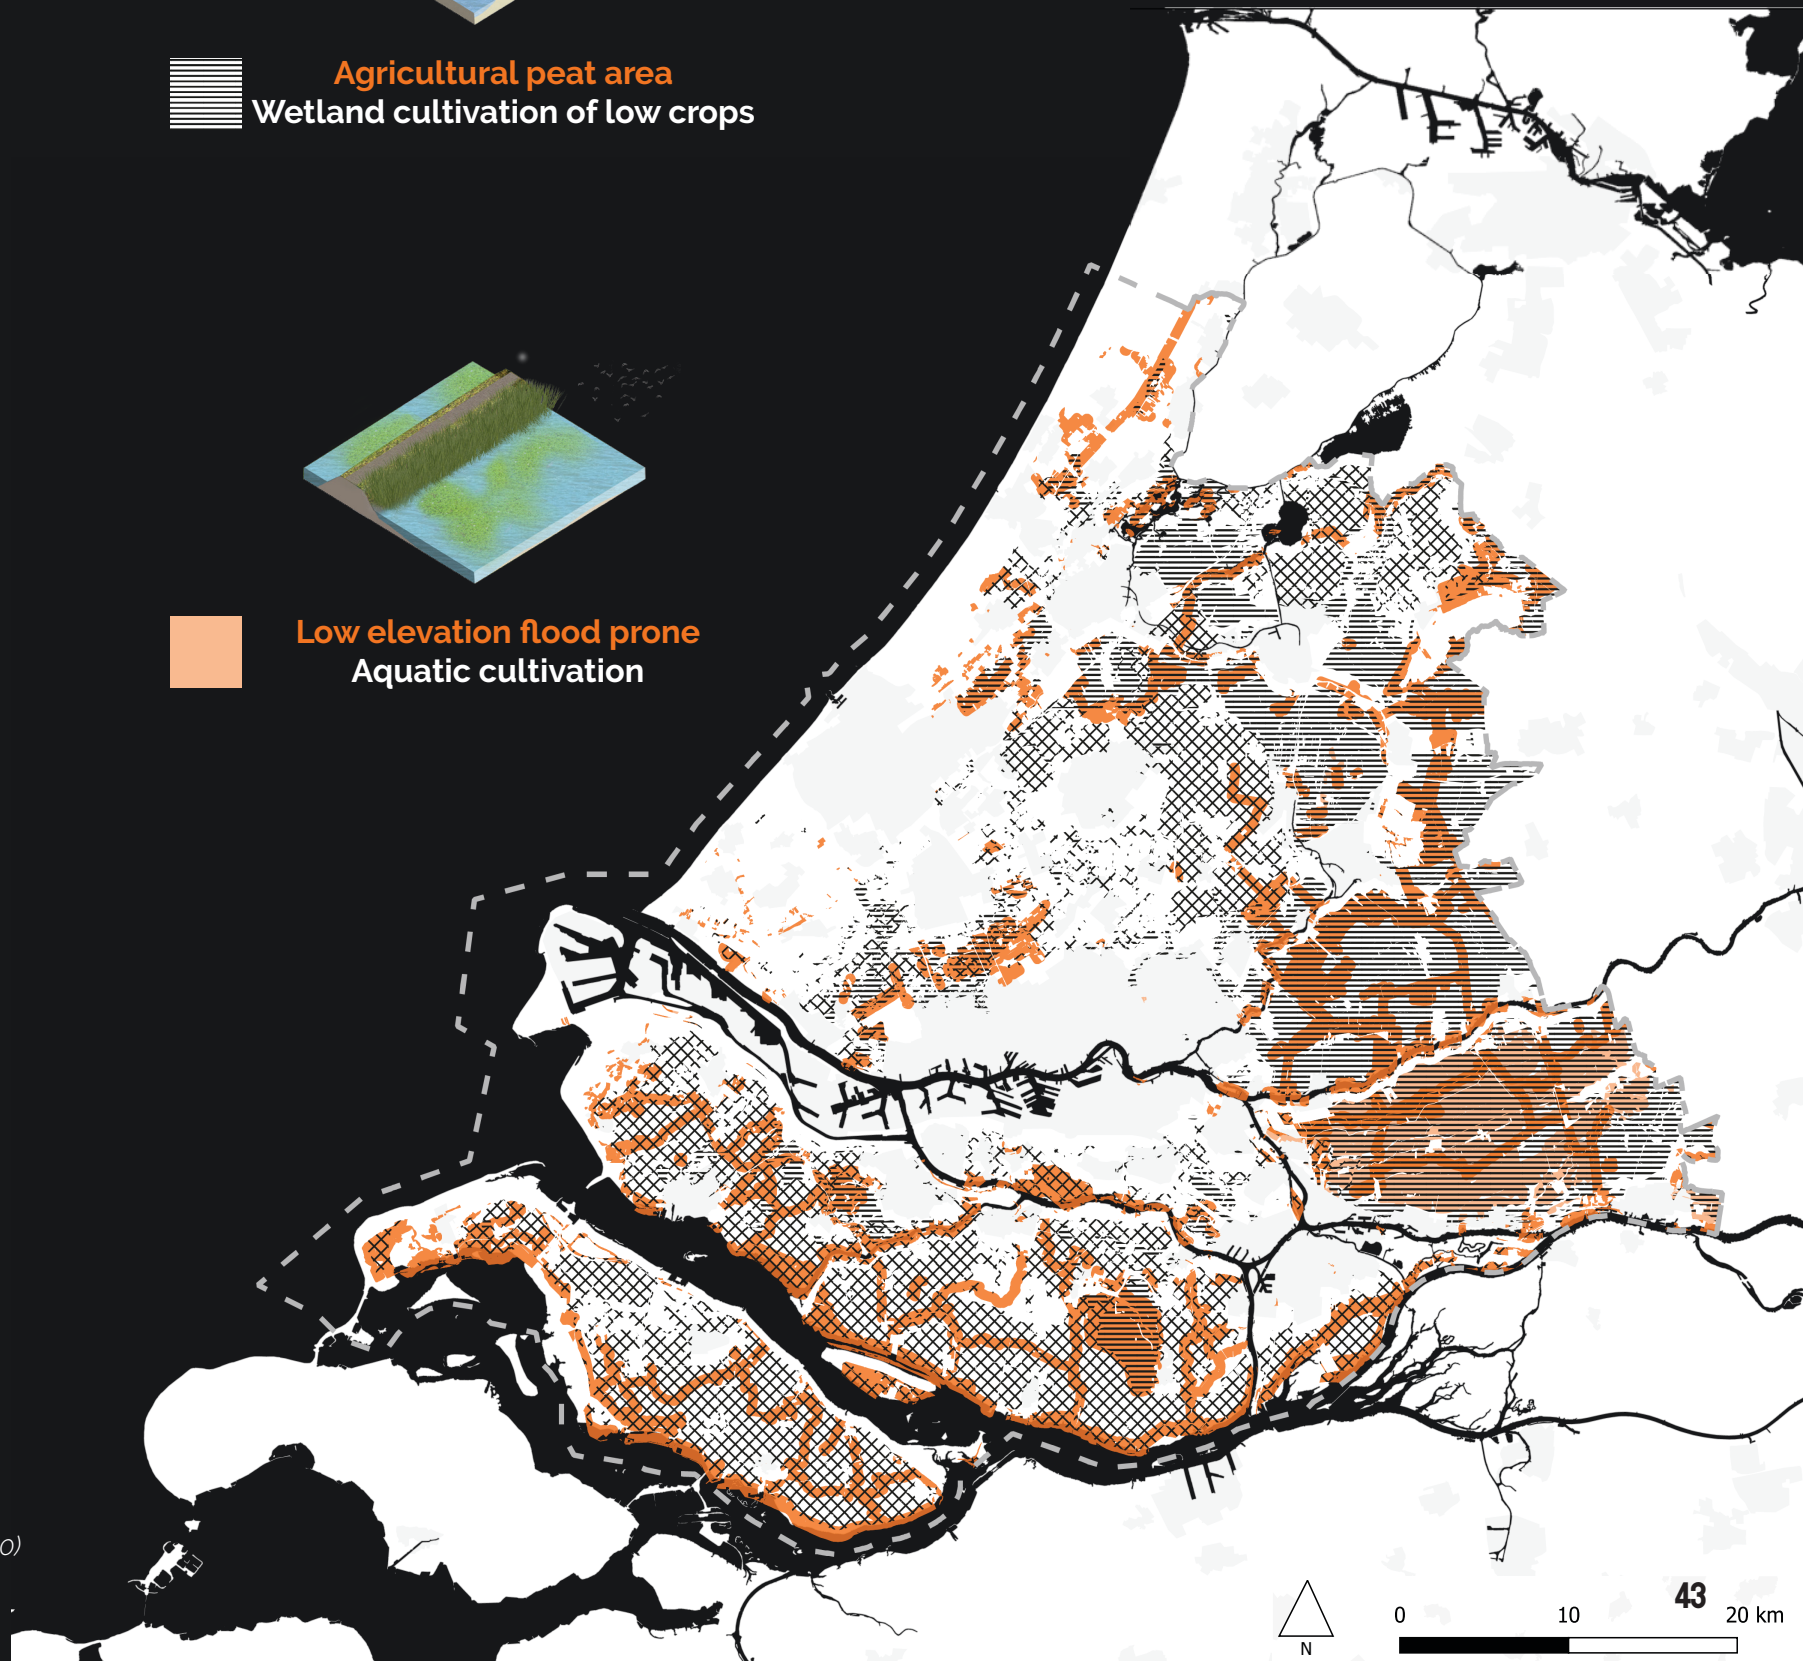 Agricultural peat area
Wetland cultivation of low crops
Low elevation flood prone
Aquatic cultivation
o)
43
0 10 20 km
N